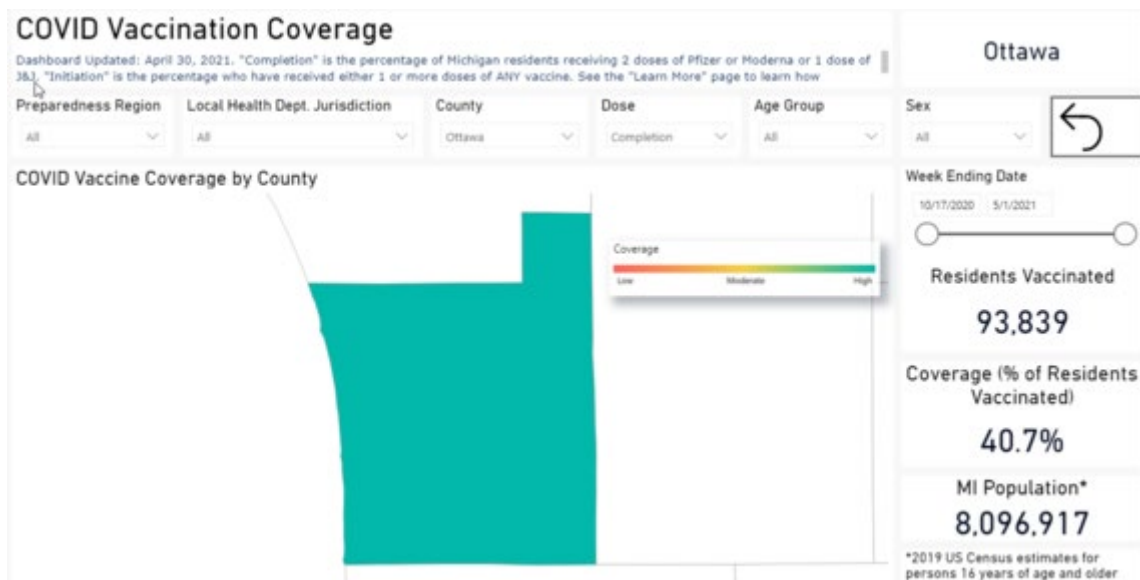 COVID Vaccination Coverage
Dashboard Updated: April 30, 2021. "Completion" is the percentage of Michigan residents receiving 2 doses of Pfizer or Moderna or 1 dose of
J&J. "Initiation" is the percentage who have received either 1 or more doses of ANY vaccine. See the "Learn More" page to learn how
Ottawa
Preparedness Region
Local Health Dept. Jurisdiction
County
Dose
Age Group
Sex
All
All
Ottawa
Completion
All
All
COVID Vaccine Coverage by County
Coverage
Low
Moderate
High
Week Ending Date
10/17/2020
5/1/2021
Residents Vaccinated
93,839
Coverage (% of Residents
Vaccinated)
40.7%
MI Population*
8,096,917
*2019 US Census estimates for
persons 16 years of age and older